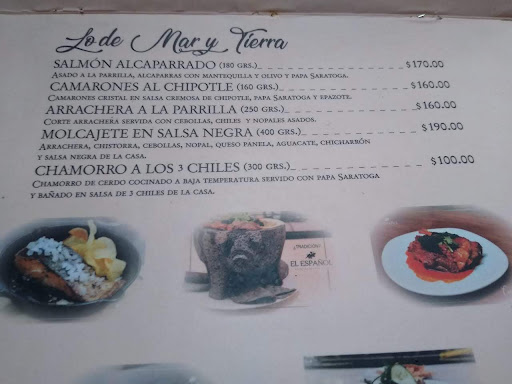 Lo de Mar y Tierra
SALMÓN ALCAPARRADO (180 GRS.) $170.00
ASADO A LA PARRILLA, ALCAPARRAS CON MANTEQUILLA Y OLIVO Y PAPA SARATOGA.
CAMARONES AL CHIPOTLE (160 GRS.) $160.00
CAMARONES CRISTAL EN SALSA CREMOSA DE CHIPOTLE, PAPA SARATOGA Y EPAZOTE.
ARRACHERA A LA PARRILLA (250 GRS.) $160.00
CORTE ARRACHERA SERVIDA CON CEBOLLAS, CHILES Y NOPALES ASADOS.
MOLCAJETE EN SALSA NEGRA (400 GRS.) $190.00
ARRACHERA, CHISTORRA, CEBOLLAS, NOPAL, QUESO PANELA, AGUACATE, CHICHARRÓN
Y SALSA NEGRA DE LA CASA.
CHAMORRO A LOS 3 CHILES (300 GRS.) $100.00
CHAMORRO DE CERDO COCINADO A BAJA TEMPERATURA SERVIDO CON PAPA SARATOGA
Y BAÑADO EN SALSA DE 3 CHILES DE LA CASA.
EL ESPAÑOL